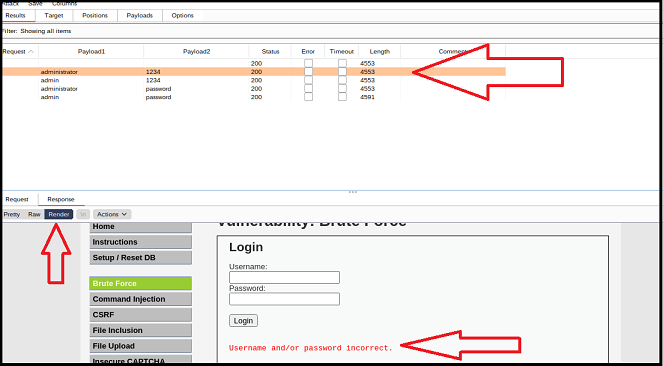 Attack Save Columns
Results Target Positions Payloads Options
Filter: Showing all items
Request Payload1 Payload2 Status Error Timeout Length Comment
200 4553
administrator 1234 200 4553
admin 1234 200 4553
administrator password 200 4553
admin password 200 4591
Request Response
Pretty Raw Render \n Actions
Vulnerability: Brute Force
Home
Instructions
Setup / Reset DB
Brute Force
Command Injection
CSRF
File Inclusion
File Upload
Insecure CAPTCHA
Login
Username:
Password:
Login
Username and/or password incorrect.